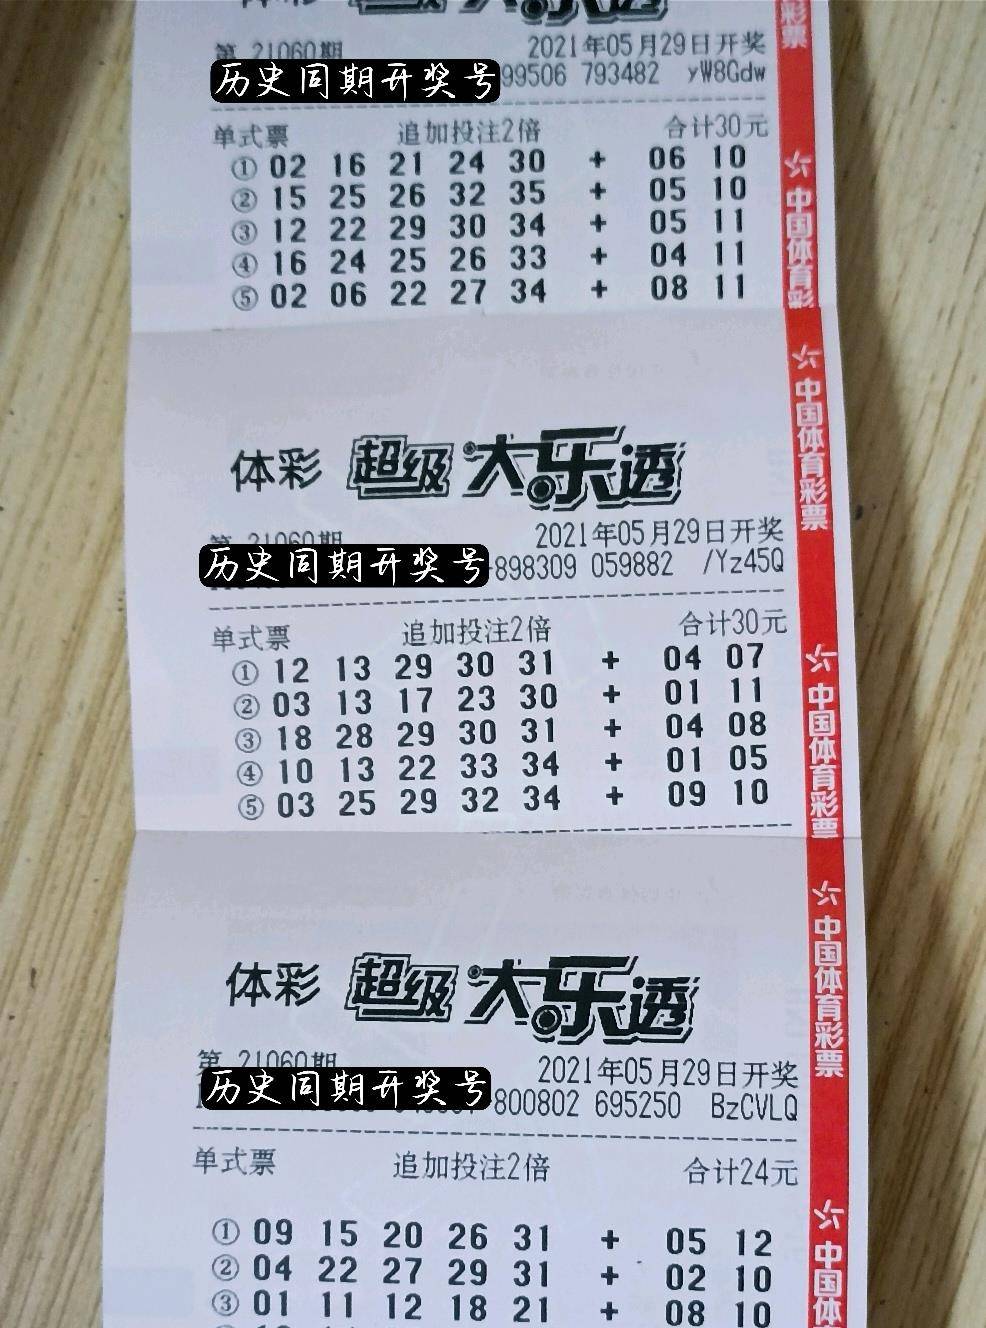 体彩 超级大乐透
第 21060期 2021年05月29日开奖
历史同期开奖号 99506 793482 yW8Gdw
单式票 追加投注2倍 合计30元
① 02 16 21 24 30 + 06 10
② 15 25 26 32 35 + 05 10
③ 12 22 29 30 34 + 05 11
④ 16 24 25 26 33 + 04 11
⑤ 02 06 22 27 34 + 08 11
体彩 超级大乐透
第 21060期 2021年05月29日开奖
历史同期开奖号 -898309 059882 /Yz45Q
单式票 追加投注2倍 合计30元
① 12 13 29 30 31 + 04 07
② 03 13 17 23 30 + 01 11
③ 18 28 29 30 31 + 04 08
④ 10 13 22 33 34 + 01 05
⑤ 03 25 29 32 34 + 09 10
体彩 超级大乐透
第 21060期 2021年05月29日开奖
历史同期开奖号 800802 695250 BzCVLQ
单式票 追加投注2倍 合计24元
① 09 15 20 26 31 + 05 12
② 04 22 27 29 31 + 02 10
③ 01 11 12 18 21 + 08 10
彩票
中国体育彩
中国体育彩票
中国体育彩票
中国体育彩票
中国体